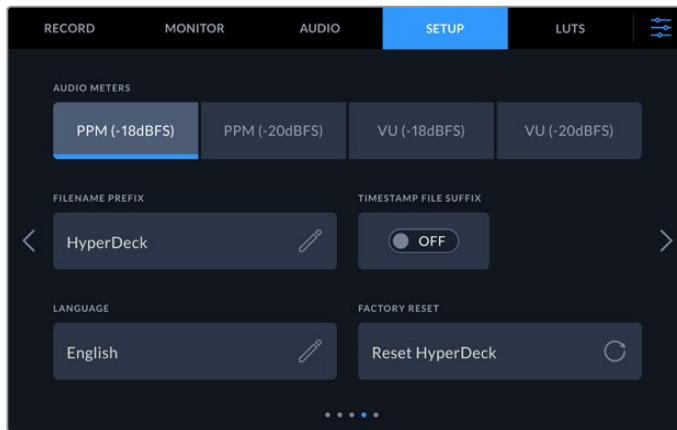 RECORD MONITOR AUDIO SETUP LUTS
AUDIO METERS
PPM (-18dBFS) PPM (-20dBFS) VU (-18dBFS) VU (-20dBFS)
FILENAME PREFIX TIMESTAMP FILE SUFFIX
HyperDeck OFF
LANGUAGE FACTORY RESET
English Reset HyperDeck